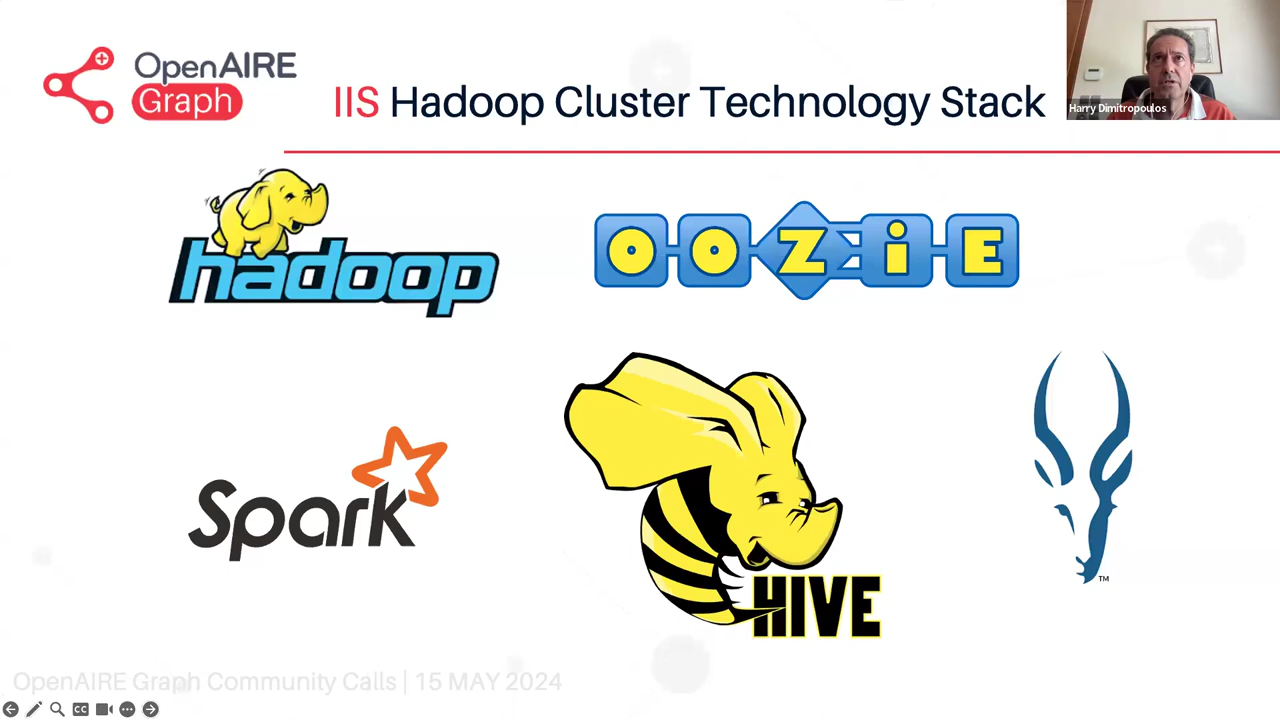 OpenAIRE
Graph
IIS Hadoop Cluster Technology Stack
Harry Dimitropoulos
hadoop
OOZiE
Spark
HIVE
TM
OpenAIRE Graph Community Calls | 15 MAY 2024
CC